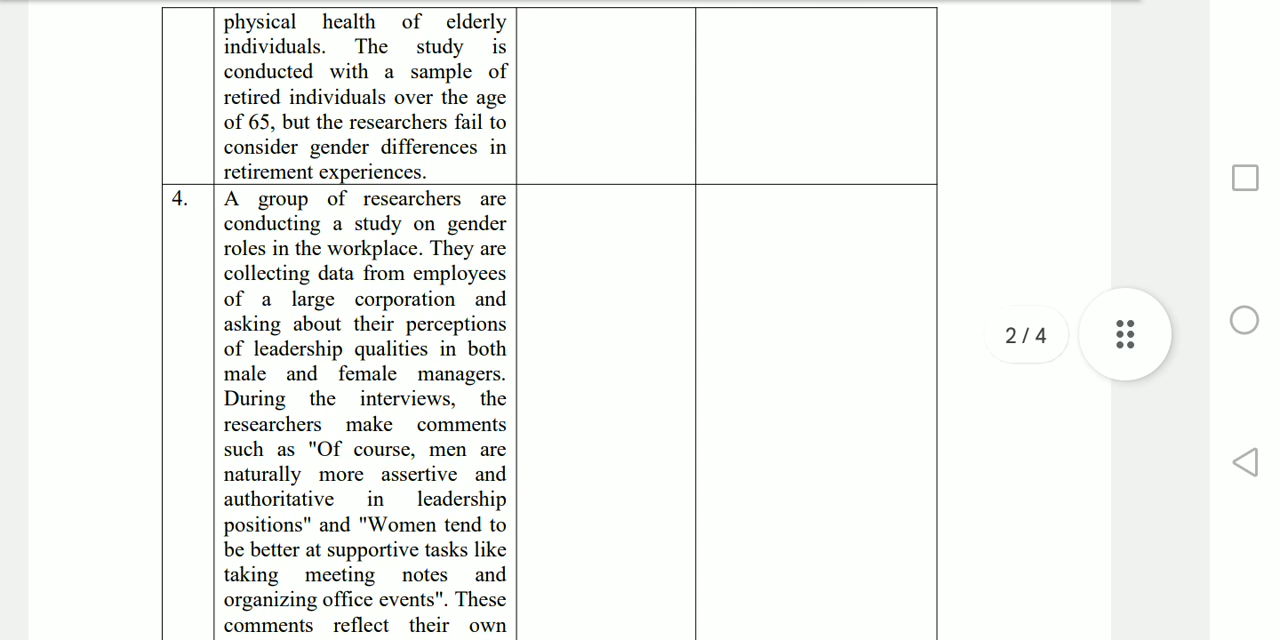 physical health of elderly
individuals. The study is
conducted with a sample of
retired individuals over the age
of 65, but the researchers fail to
consider gender differences in
retirement experiences.
4.
A group of researchers are
conducting a study on gender
roles in the workplace. They are
collecting data from employees
of a large corporation and
asking about their perceptions
of leadership qualities in both
male and female managers.
During the interviews, the
researchers make comments
such as "Of course, men are
naturally more assertive and
authoritative in leadership
positions" and "Women tend to
be better at supportive tasks like
taking meeting notes and
organizing office events". These
comments reflect their own
2 / 4